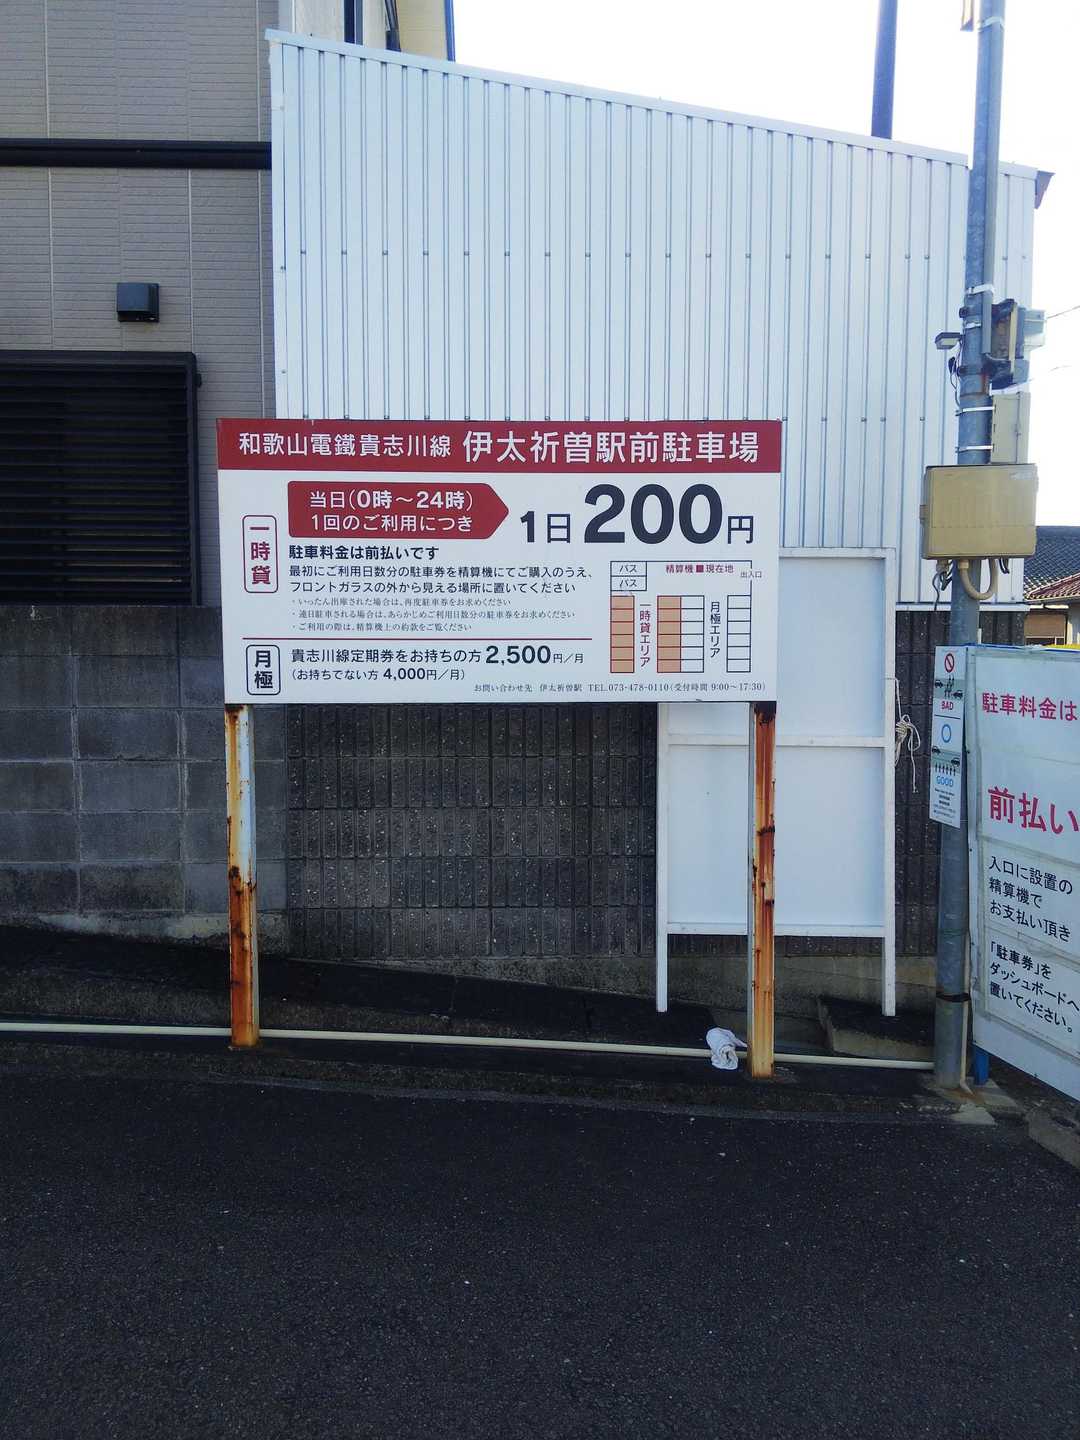 和歌山電鐵貴志川線 伊太祈曽駅前駐車場
一時貸
当日(0時～24時)
1回のご利用につき
1日200円
駐車料金は前払いです
最初にご利用日数分の駐車券を精算機にてご購入のうえ、
フロントガラスの外から見える場所に置いてください
・いったん出庫された場合は、再度駐車券をお求めください
・連日駐車される場合は、あらかじめご利用日数分の駐車券をお求めください
・ご利用の際は、精算機上の約款をご覧ください
バス
バス
精算機■現在地
出入口
一時貸エリア
月極エリア
月極
貴志川線定期券をお持ちの方2,500円／月
(お持ちでない方 4,000円／月)
お問い合わせ先 伊太祈曽駅 TEL.073-478-0110(受付時間 9:00～17:30)
BAD
GOOD
駐車料金は
前払い
入口に設置の
精算機で
お支払い頂き
「駐車券」を
ダッシュボードへ
置いてください。